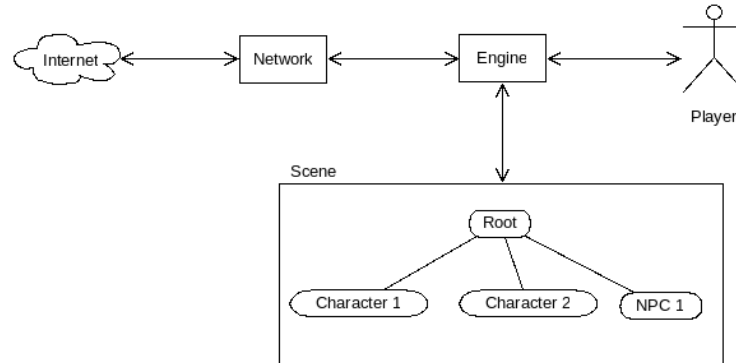 Internet
Network
Engine
Player
Scene
Root
Character 1
Character 2
NPC 1